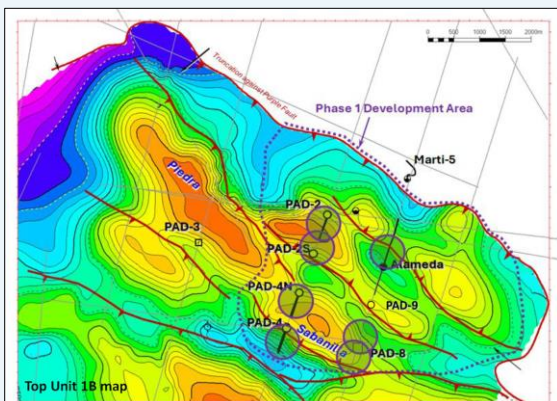 0 500 1000 1500 2000m
Truncation against Purple Fault
Phase 1 Development Area
Marti-5
Piedra
PAD-2
PAD-3
PAD-2S
Alameda
PAD-4N
PAD-9
PAD-4
Sabanilla
PAD-8
Top Unit 1B map